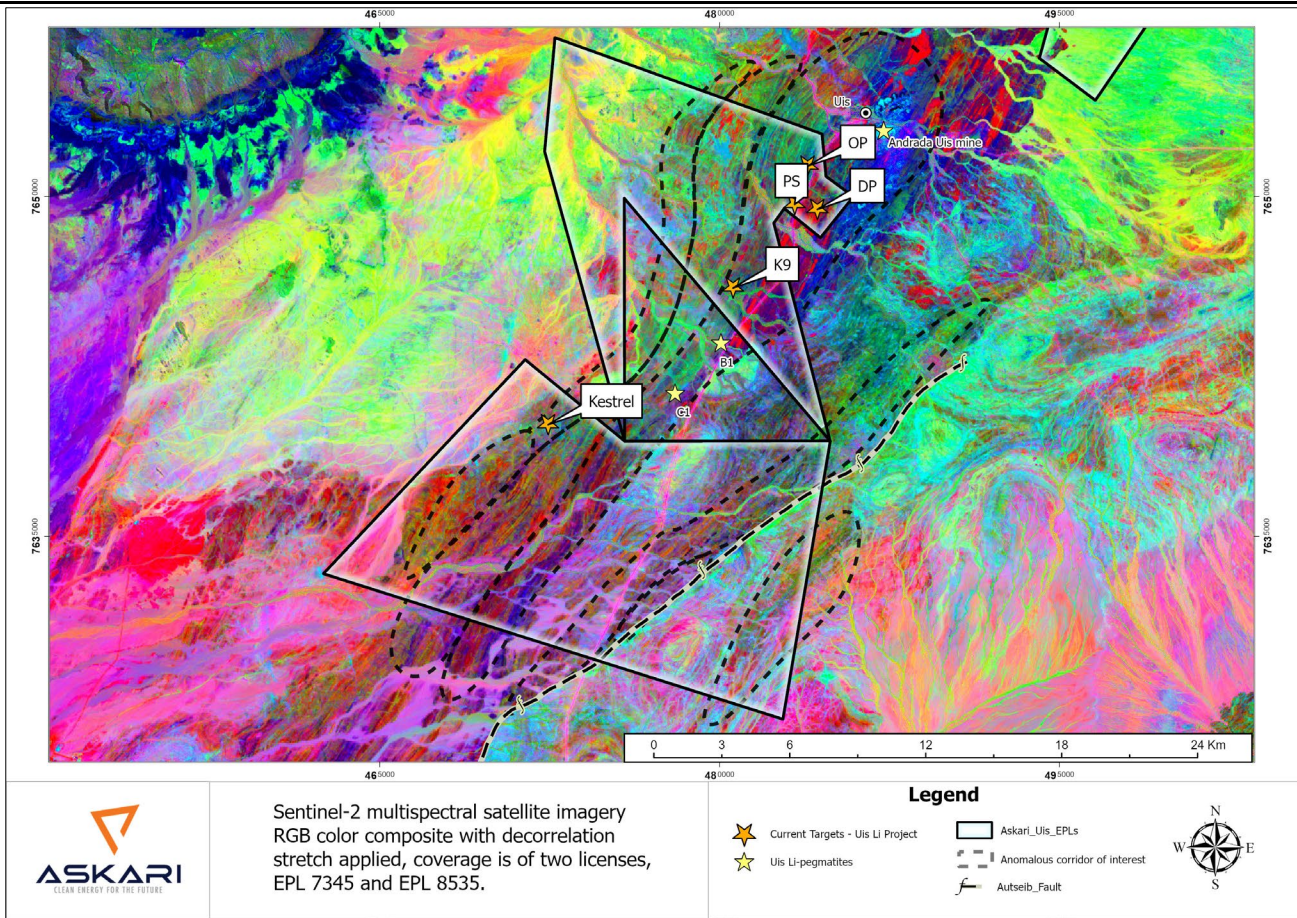 465000
480000
495000
7650000
7635000
Uis
Andrada Uis mine
OP
PS
DP
K9
B1
C1
Kestrel
f
f
f
f
7650000
7635000
0 3 6 12 18 24 Km
465000
480000
495000
ASKARI
CLEAN ENERGY FOR THE FUTURE
Sentinel-2 multispectral satellite imagery
RGB color composite with decorrelation
stretch applied, coverage is of two licenses,
EPL 7345 and EPL 8535.
Legend
Current Targets - Uis Li Project
Uis Li-pegmatites
Askari_Uis_EPLs
Anomalous corridor of interest
f Autseib_Fault
N
W E
S